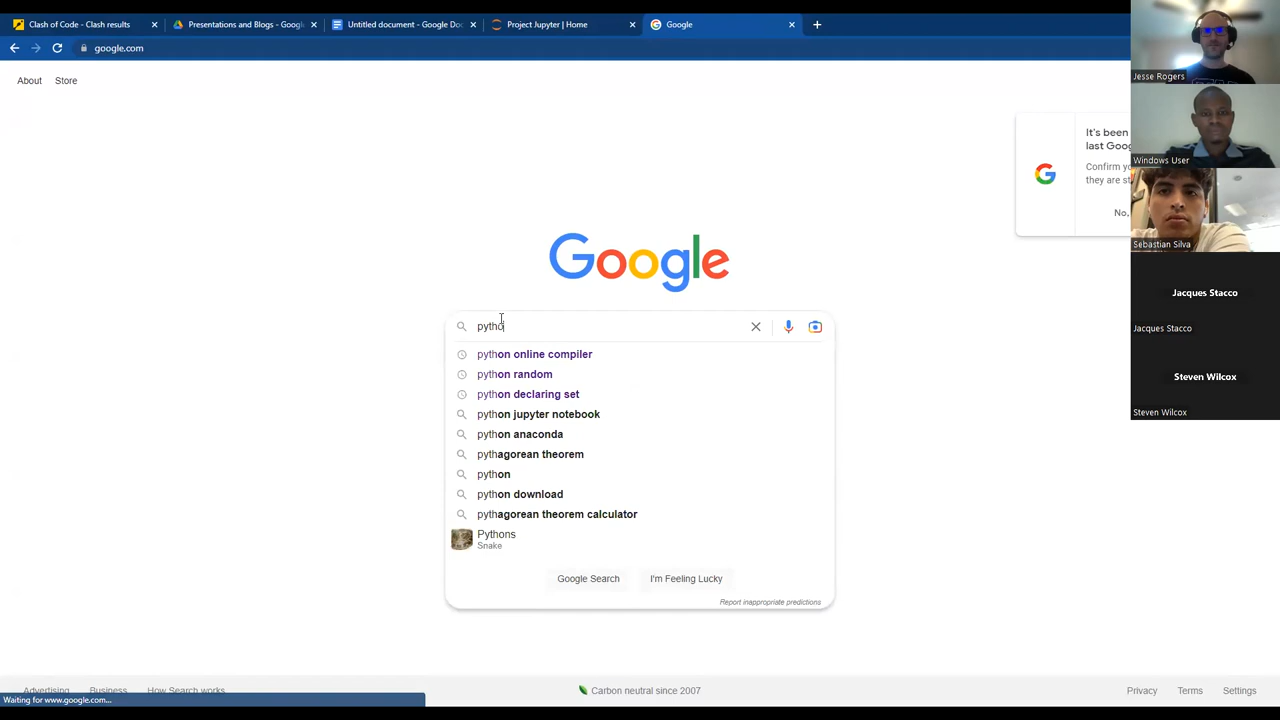 Clash of Code - Clash results
Presentations and Blogs - Google
Untitled document - Google Doc
Project Jupyter | Home
Google
google.com
About
Store
It's been
last Goog
Confirm yo
they are st
No,
Google
pytho
python online compiler
python random
python declaring set
python jupyter notebook
python anaconda
pythagorean theorem
python
python download
pythagorean theorem calculator
Pythons
Snake
Google Search
I'm Feeling Lucky
Report inappropriate predictions
Advertising
Business
How Search works
Carbon neutral since 2007
Privacy
Terms
Settings
Waiting for www.google.com...
Jesse Rogers
Windows User
Sebastian Silva
Jacques Stacco
Jacques Stacco
Steven Wilcox
Steven Wilcox